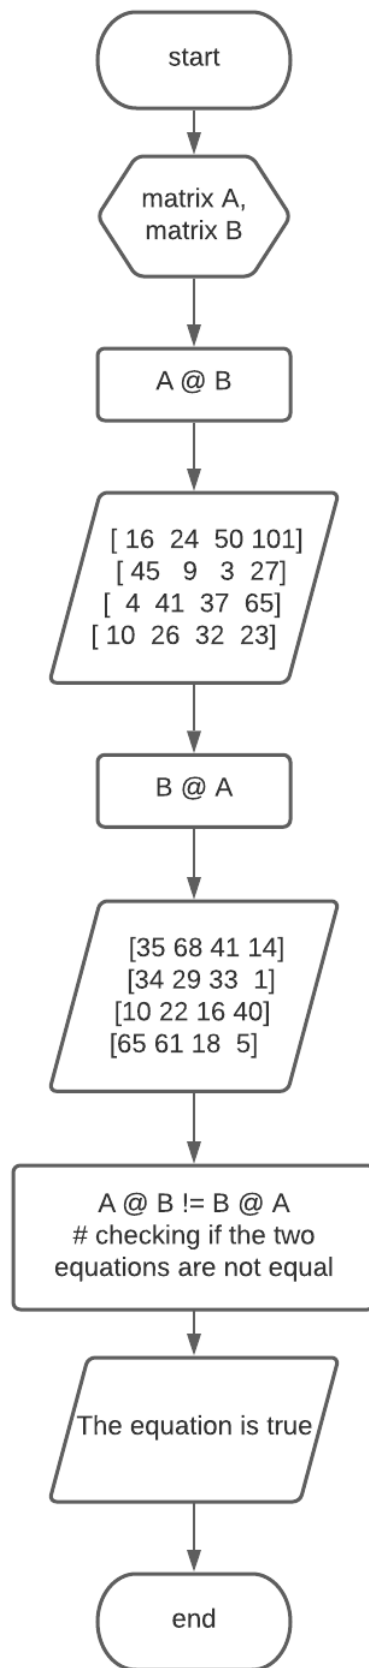 start
matrix A,
matrix B
A @ B
[ 16 24 50 101]
[ 45 9 3 27]
[ 4 41 37 65]
[ 10 26 32 23]
B @ A
[35 68 41 14]
[34 29 33 1]
[10 22 16 40]
[65 61 18 5]
A @ B != B @ A
# checking if the two
equations are not equal
The equation is true
end